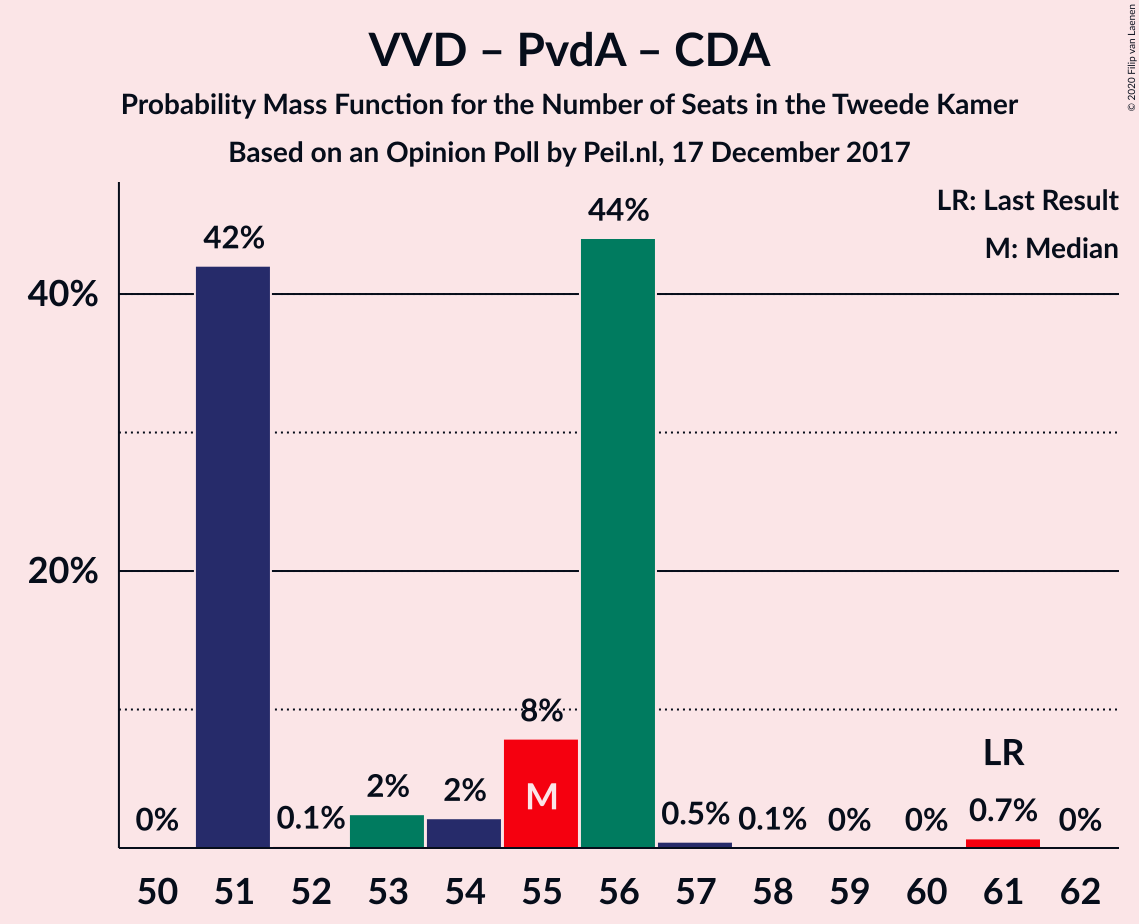 VVD – PvdA – CDA
Probability Mass Function for the Number of Seats in the Tweede Kamer
Based on an Opinion Poll by Peil.nl, 17 December 2017
© 2020 Filip van Laenen
LR: Last Result
M: Median
40%
20%
0%
42%
0.1%
2%
2%
8%
M
44%
0.5%
0.1%
0%
0%
LR
0.7%
0%
50 51 52 53 54 55 56 57 58 59 60 61 62